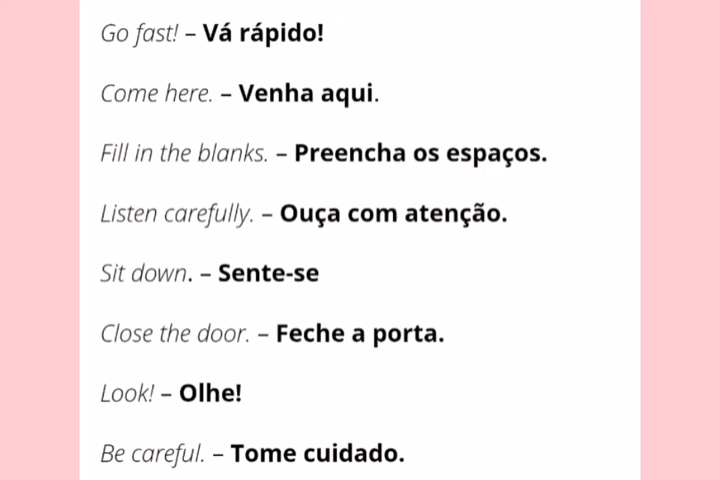 Go fast! – Vá rápido!
Come here. – Venha aqui.
Fill in the blanks. – Preencha os espaços.
Listen carefully. – Ouça com atenção.
Sit down. – Sente-se
Close the door. – Feche a porta.
Look! – Olhe!
Be careful. – Tome cuidado.